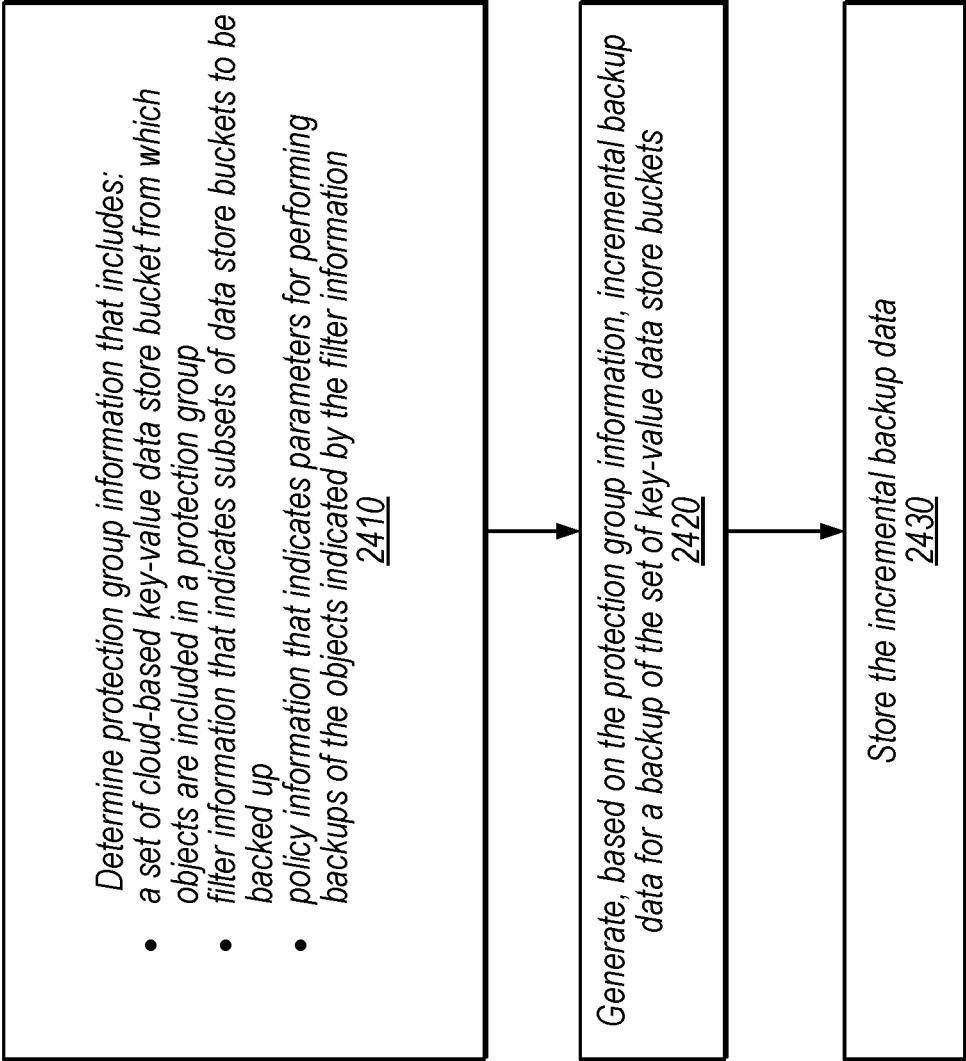 Determine protection group information that includes:
• a set of cloud-based key-value data store bucket from which
objects are included in a protection group
• filter information that indicates subsets of data store buckets to be
backed up
• policy information that indicates parameters for performing
backups of the objects indicated by the filter information
2410
Generate, based on the protection group information, incremental backup
data for a backup of the set of key-value data store buckets
2420
Store the incremental backup data
2430